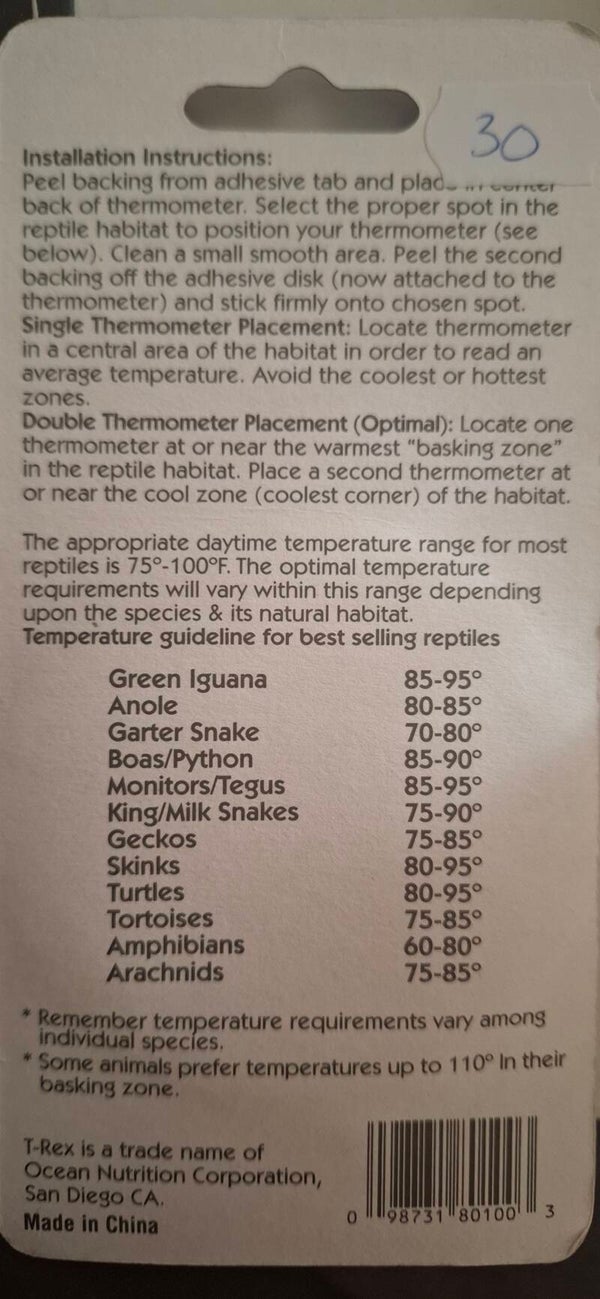 30
Installation Instructions:
Peel backing from adhesive tab and place in center
back of thermometer. Select the proper spot in the
reptile habitat to position your thermometer (see
below). Clean a small smooth area. Peel the second
backing off the adhesive disk (now attached to the
thermometer) and stick firmly onto chosen spot.
Single Thermometer Placement: Locate thermometer
in a central area of the habitat in order to read an
average temperature. Avoid the coolest or hottest
zones.
Double Thermometer Placement (Optimal): Locate one
thermometer at or near the warmest "basking zone"
in the reptile habitat. Place a second thermometer at
or near the cool zone (coolest corner) of the habitat.
The appropriate daytime temperature range for most
reptiles is 75°-100°F. The optimal temperature
requirements will vary within this range depending
upon the species & its natural habitat.
Temperature guideline for best selling reptiles
Green Iguana 85-95°
Anole 80-85°
Garter Snake 70-80°
Boas/Python 85-90°
Monitors/Tegus 85-95°
King/Milk Snakes 75-90°
Geckos 75-85°
Skinks 80-95°
Turtles 80-95°
Tortoises 75-85°
Amphibians 60-80°
Arachnids 75-85°
* Remember temperature requirements vary among
individual species.
* Some animals prefer temperatures up to 110° In their
basking zone.
T-Rex is a trade name of
Ocean Nutrition Corporation,
San Diego CA.
Made in China
0 98731 80100 3